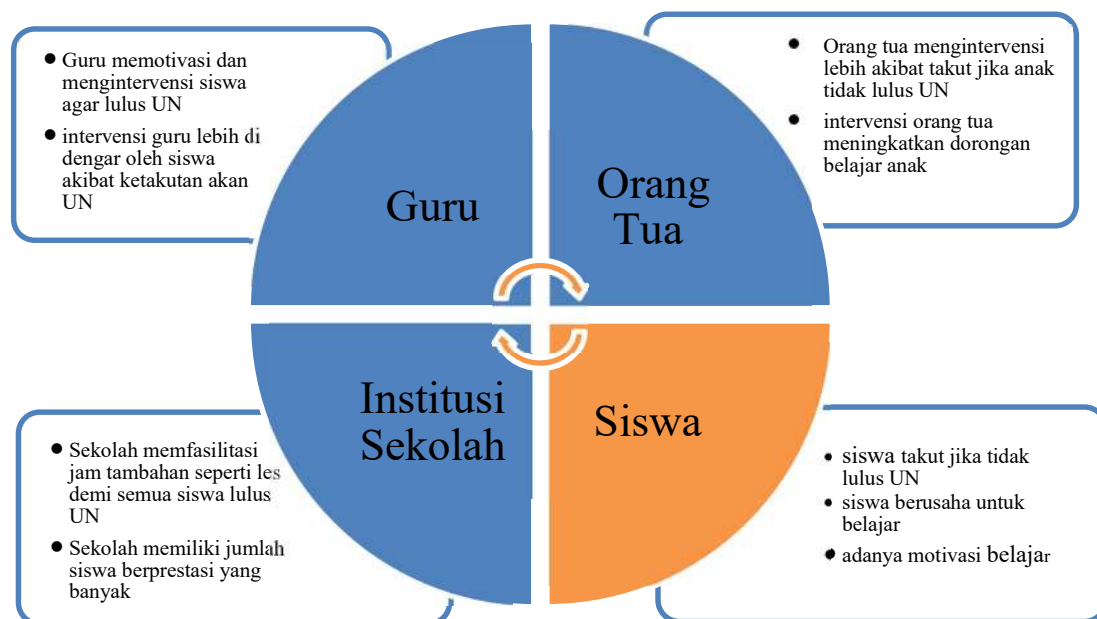 ● Guru memotivasi dan
mengintervensi siswa
agar lulus UN
● intervensi guru lebih di
dengar oleh siswa
akibat ketakutan akan
UN
Guru
● Orang tua mengintervensi
lebih akibat takut jika anak
tidak lulus UN
● intervensi orang tua
meningkatkan dorongan
belajar anak
Orang
Tua
● Sekolah memfasilitasi
jam tambahan seperti les
demi semua siswa lulus
UN
● Sekolah memiliki jumlah
siswa berprestasi yang
banyak
Institusi
Sekolah
Siswa
● siswa takut jika tidak
lulus UN
● siswa berusaha untuk
belajar
● adanya motivasi belajar